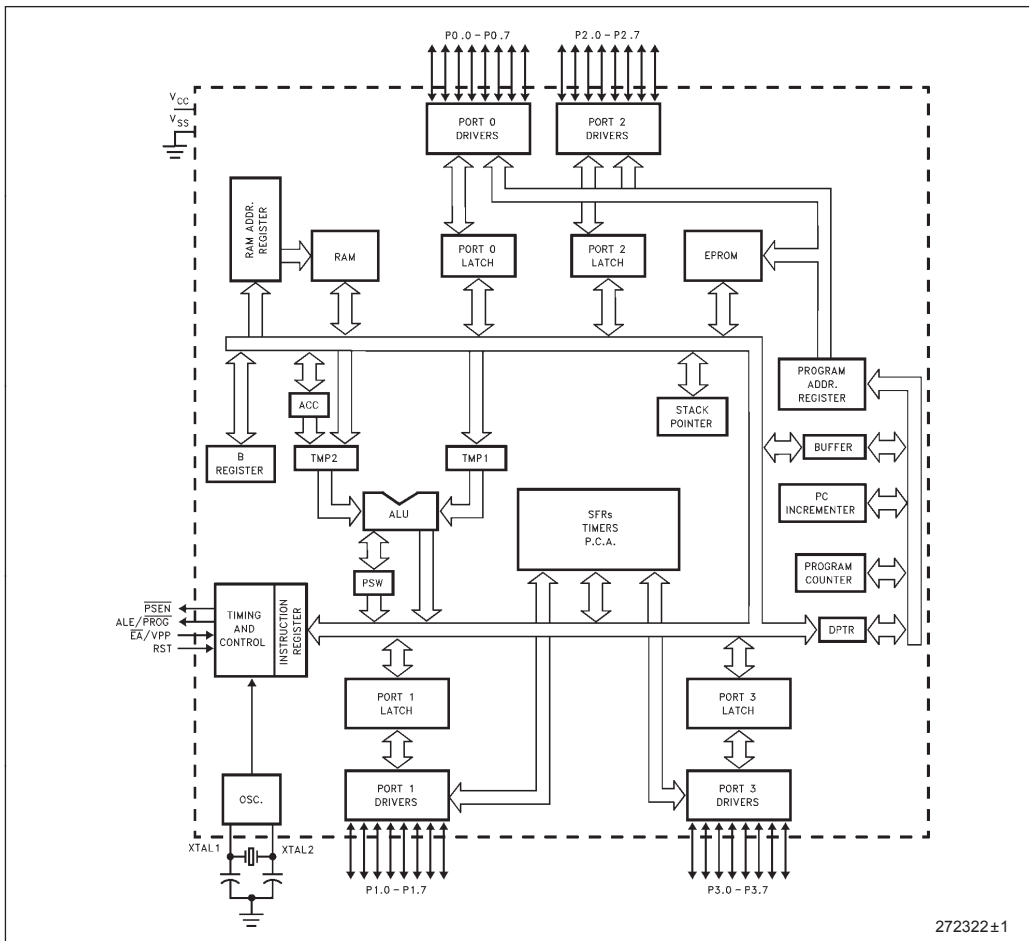 P0.0 – P0.7
P2.0 – P2.7
VCC
VSS
PORT 0
DRIVERS
PORT 2
DRIVERS
RAM ADDR.
REGISTER
RAM
PORT 0
LATCH
PORT 2
LATCH
EPROM
PROGRAM
ADDR.
REGISTER
ACC
STACK
POINTER
B
REGISTER
TMP2
TMP1
BUFFER
ALU
SFRs
TIMERS
P.C.A.
PC
INCREMENTER
PSW
PROGRAM
COUNTER
PSEN
ALE/PROG
EA/VPP
RST
TIMING
AND
CONTROL
INSTRUCTION
REGISTER
DPTR
PORT 1
LATCH
PORT 3
LATCH
OSC.
PORT 1
DRIVERS
PORT 3
DRIVERS
XTAL1
XTAL2
P1.0 – P1.7
P3.0 – P3.7
272322±1